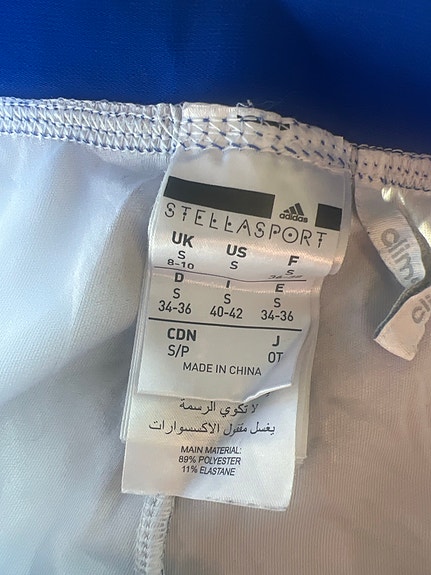 adidas
STELLASPORT
UK US F
S S S
8-10
D I E
S S S
34-36 40-42 34-36
CDN J
S/P OT
MADE IN CHINA
لا تكوي الرسمة
يغسل مقفول الاكسسوارات
MAIN MATERIAL:
89% POLYESTER
11% ELASTANE